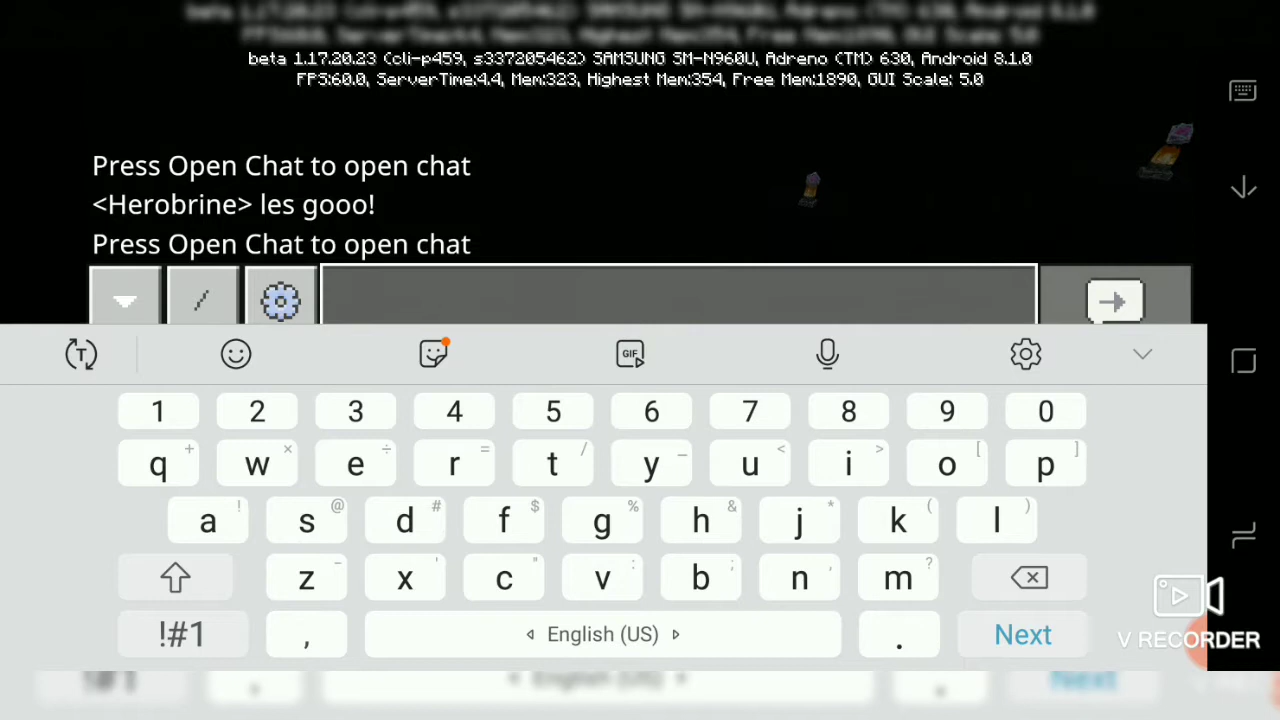 beta 1.17.20.23 (cli-p459, s337205462) SAMSUNG SM-N960U, Adreno (TM) 630, Android 8.1.0
FPS:60.0, ServerTime:4.4, Mem:323, Highest Mem:354, Free Mem:1890, GUI Scale: 5.0
Press Open Chat to open chat
<Herobrine> les gooo!
Press Open Chat to open chat
/
T GIF
1 2 3 4 5 6 7 8 9 0
q + w × e ÷ r = t / y _ u < i > o [ p ]
a ! s @ d # f $ g % h & j * k ( l )
z - x ' c " v : b ; n , m ?
!#1 , English (US) . Next
V RECORDER